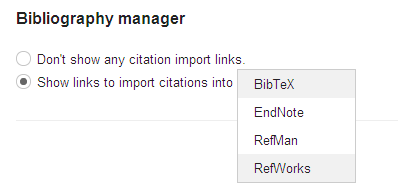 Bibliography manager
Don't show any citation import links.
Show links to import citations into
BibTeX
EndNote
RefMan
RefWorks